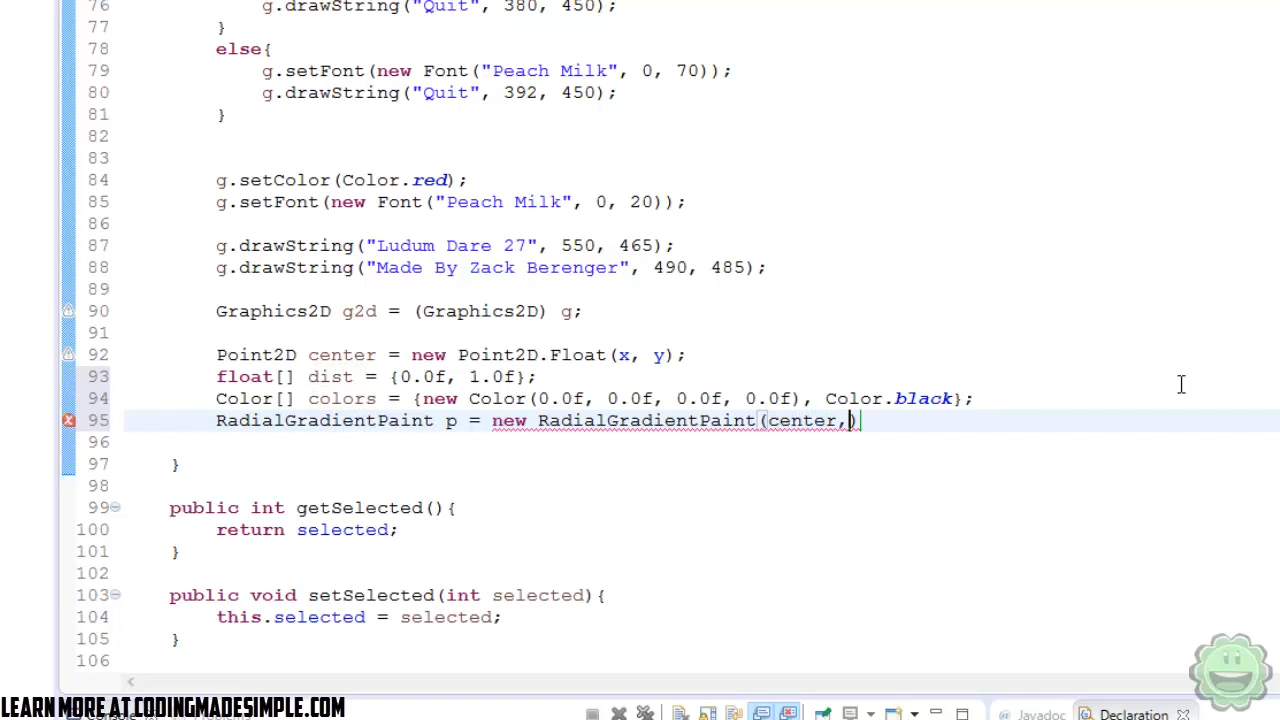 76 g.drawString("Quit", 380, 450);
77 }
78 else{
79 g.setFont(new Font("Peach Milk", 0, 70));
80 g.drawString("Quit", 392, 450);
81 }
82
83
84 g.setColor(Color.red);
85 g.setFont(new Font("Peach Milk", 0, 20));
86
87 g.drawString("Ludum Dare 27", 550, 465);
88 g.drawString("Made By Zack Berenger", 490, 485);
89
90 Graphics2D g2d = (Graphics2D) g;
91
92 Point2D center = new Point2D.Float(x, y);
93 float[] dist = {0.0f, 1.0f};
94 Color[] colors = {new Color(0.0f, 0.0f, 0.0f, 0.0f), Color.black};
95 RadialGradientPaint p = new RadialGradientPaint(center,)
96
97 }
98
99 public int getSelected(){
100 return selected;
101 }
102
103 public void setSelected(int selected){
104 this.selected = selected;
105 }
106
LEARN MORE AT CODINGMADESIMPLE.COM
Javadoc Declaration